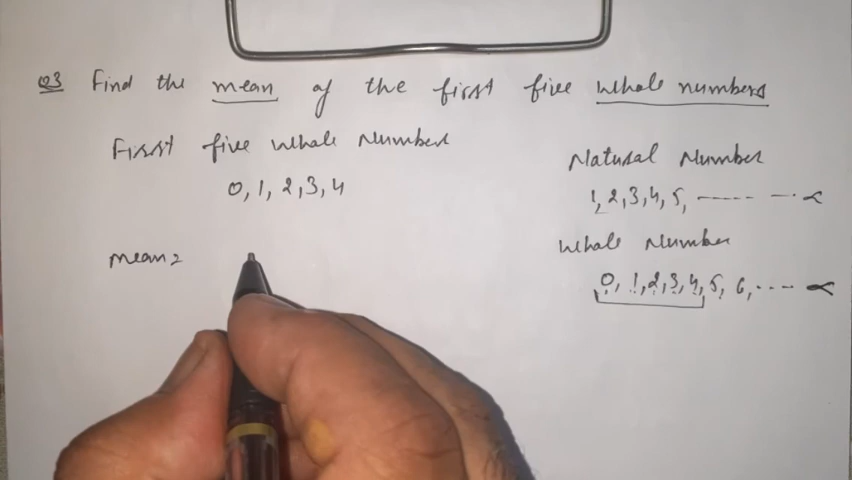 Q3 Find the mean of the first five whole numbers
First five whole Number
0, 1, 2, 3, 4
mean =
Natural Number
1, 2, 3, 4, 5, ------ --- ∝
Whole Number
0, 1, 2, 3, 4, 5, 6, ---- ∝